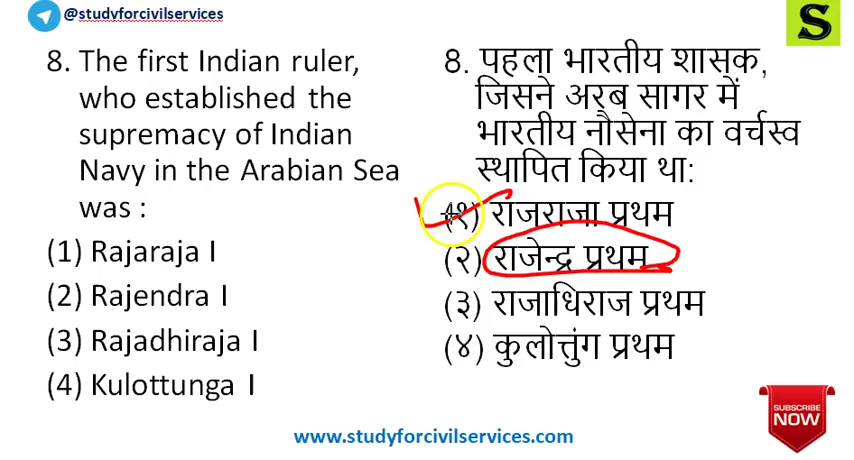 @studyforcivilservices
S
8. The first Indian ruler,
who established the
supremacy of Indian
Navy in the Arabian Sea
was :
(1) Rajaraja I
(2) Rajendra I
(3) Rajadhiraja I
(4) Kulottunga I
8. पहला भारतीय शासक,
जिसने अरब सागर में
भारतीय नौसेना का वर्चस्व
स्थापित किया था:
(१) राजराजा प्रथम
(२) राजेन्द्र प्रथम
(३) राजाधिराज प्रथम
(४) कुलोत्तुंग प्रथम
SUBSCRIBE
NOW
www.studyforcivilservices.com